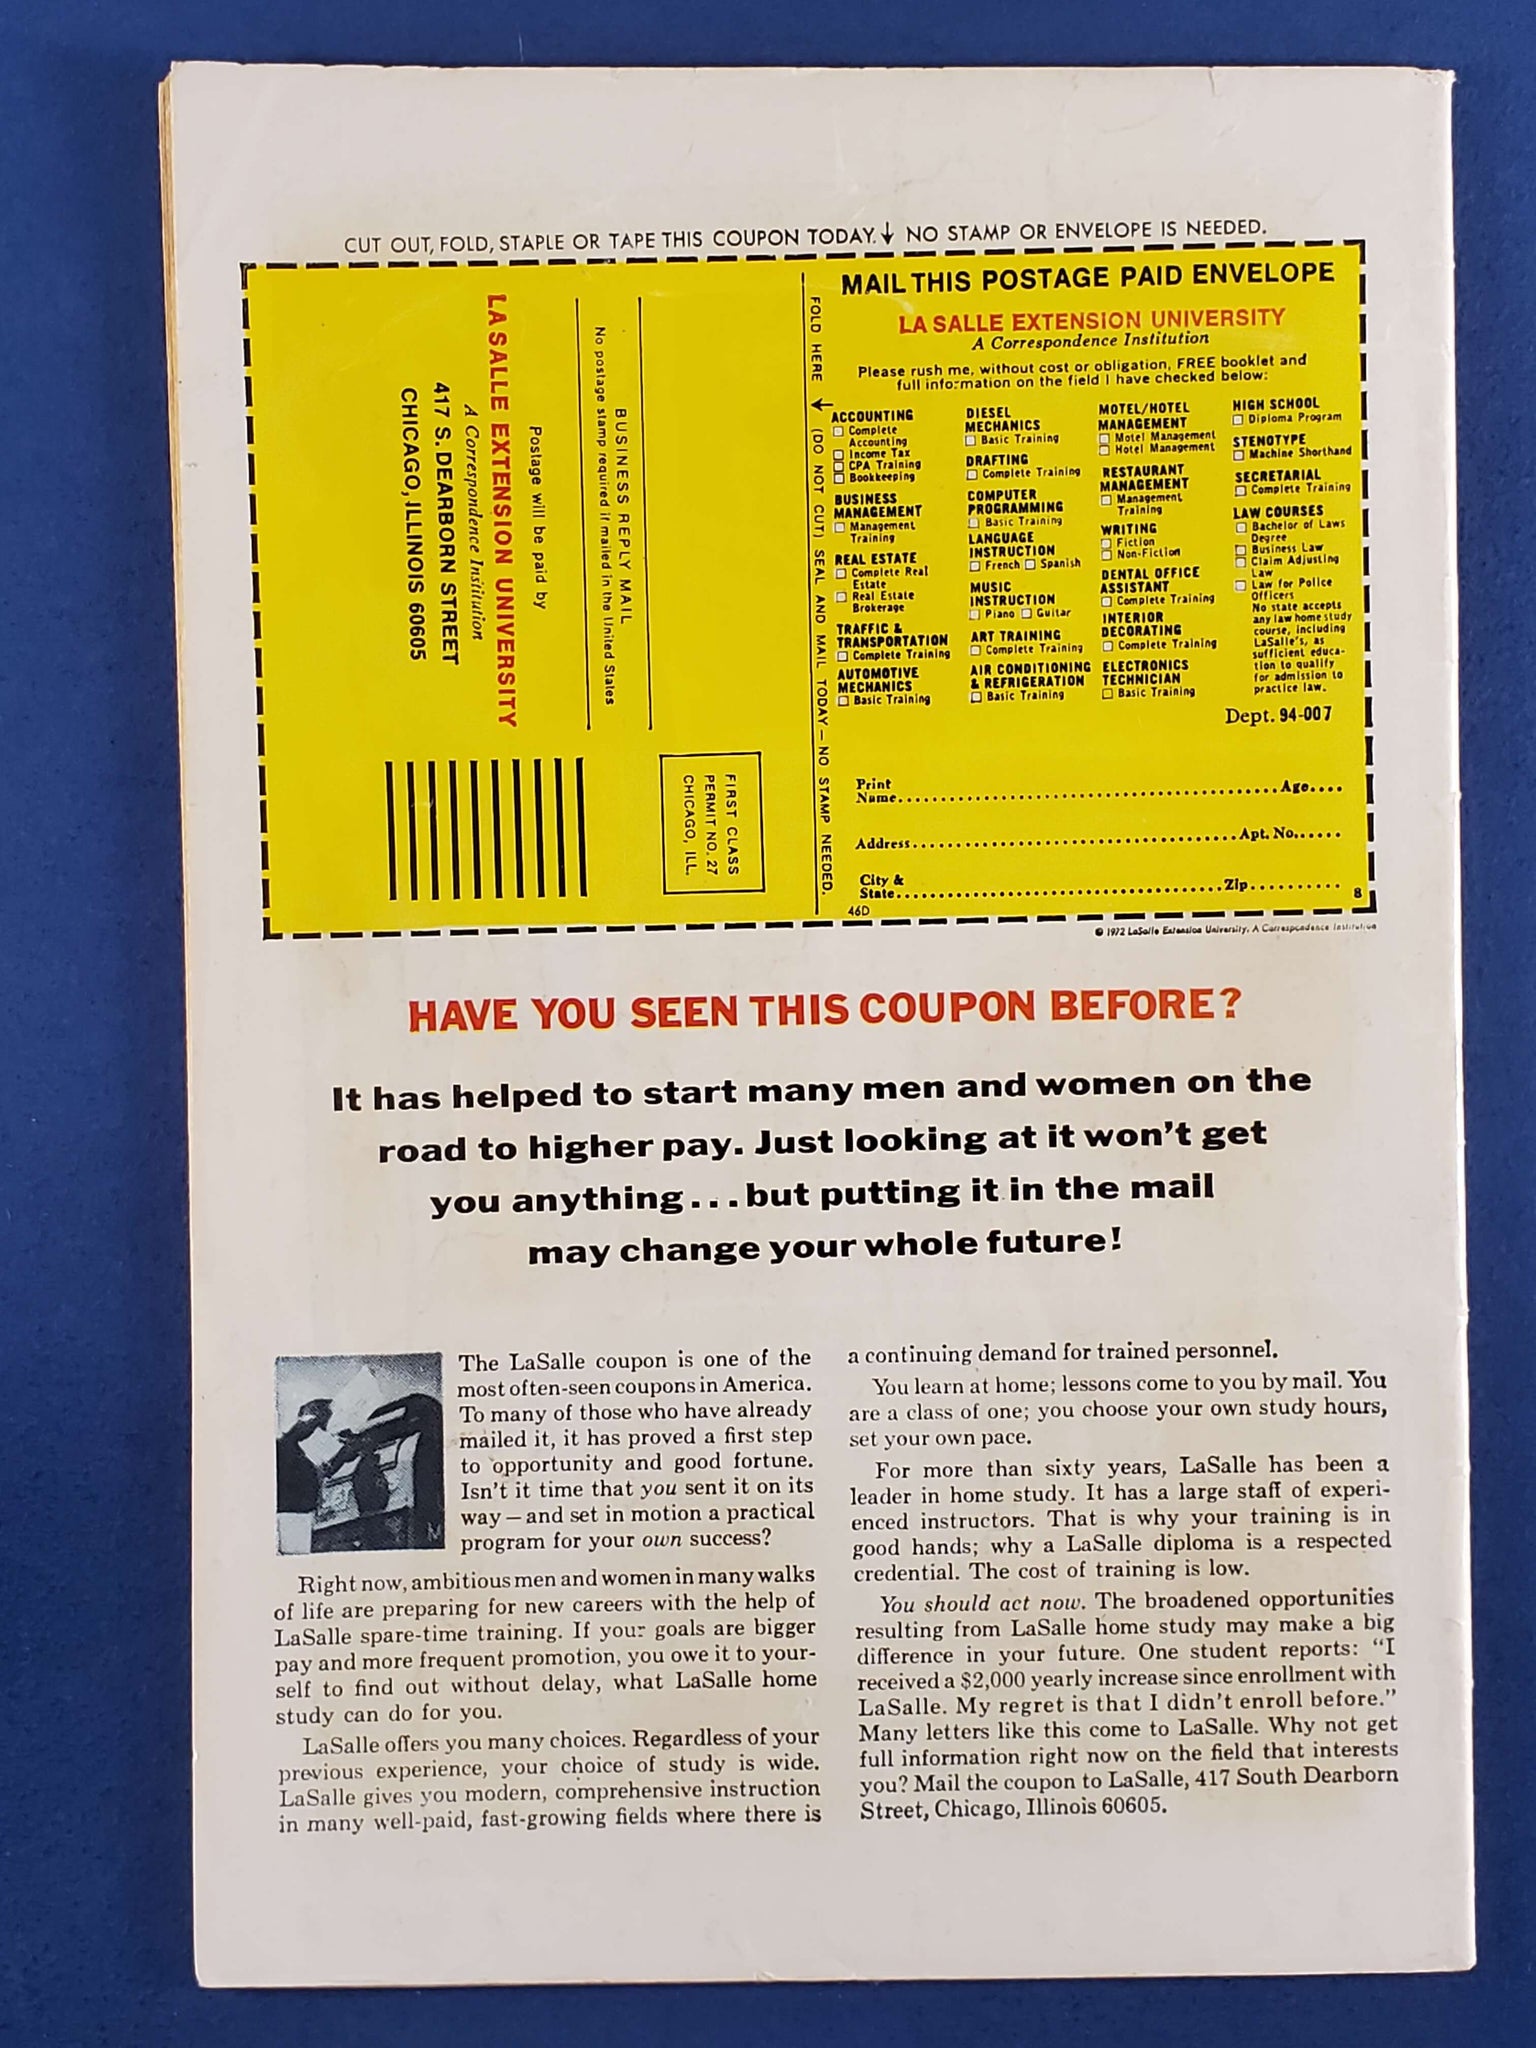 CUT OUT, FOLD, STAPLE OR TAPE THIS COUPON TODAY. ↓ NO STAMP OR ENVELOPE IS NEEDED.
LA SALLE EXTENSION UNIVERSITY
A Correspondence Institution
417 S. DEARBORN STREET
CHICAGO, ILLINOIS 60605
Postage will be paid by
No postage stamp required if mailed in the United States
BUSINESS REPLY MAIL
FIRST CLASS
PERMIT NO. 27
CHICAGO, ILL.
FOLD HERE → (DO NOT CUT) SEAL AND MAIL TODAY — NO STAMP NEEDED.
MAIL THIS POSTAGE PAID ENVELOPE
LA SALLE EXTENSION UNIVERSITY
A Correspondence Institution
Please rush me, without cost or obligation, FREE booklet and
full information on the field I have checked below:
ACCOUNTING
☐ Complete
Accounting
☐ Income Tax
☐ CPA Training
☐ Bookkeeping
BUSINESS
MANAGEMENT
☐ Management
Training
REAL ESTATE
☐ Complete Real
Estate
☐ Real Estate
Brokerage
TRAFFIC &
TRANSPORTATION
☐ Complete Training
AUTOMOTIVE
MECHANICS
☐ Basic Training
DIESEL
MECHANICS
☐ Basic Training
DRAFTING
☐ Complete Training
COMPUTER
PROGRAMMING
☐ Basic Training
LANGUAGE
INSTRUCTION
☐ French ☐ Spanish
MUSIC
INSTRUCTION
☐ Piano ☐ Guitar
ART TRAINING
☐ Complete Training
AIR CONDITIONING
& REFRIGERATION
☐ Basic Training
MOTEL/HOTEL
MANAGEMENT
☐ Motel Management
☐ Hotel Management
RESTAURANT
MANAGEMENT
☐ Management
Training
WRITING
☐ Fiction
☐ Non-Fiction
DENTAL OFFICE
ASSISTANT
☐ Complete Training
INTERIOR
DECORATING
☐ Complete Training
ELECTRONICS
TECHNICIAN
☐ Basic Training
HIGH SCHOOL
☐ Diploma Program
STENOTYPE
☐ Machine Shorthand
SECRETARIAL
☐ Complete Training
LAW COURSES
☐ Bachelor of Laws
Degree
☐ Business Law
☐ Claim Adjusting
Law
☐ Law for Police
Officers
No state accepts
any law home study
course, including
LaSalle's, as
sufficient educa-
tion to qualify
for admission to
practice law.
Dept. 94-007
Print
Name.......... Age....
Address.......... Apt. No......
City &
State.......... Zip..........
46D 8
© 1972 LaSalle Extension University, A Correspondence Institution
HAVE YOU SEEN THIS COUPON BEFORE?
It has helped to start many men and women on the
road to higher pay. Just looking at it won't get
you anything...but putting it in the mail
may change your whole future!
The LaSalle coupon is one of the
most often-seen coupons in America.
To many of those who have already
mailed it, it has proved a first step
to opportunity and good fortune.
Isn't it time that you sent it on its
way — and set in motion a practical
program for your own success?
Right now, ambitious men and women in many walks
of life are preparing for new careers with the help of
LaSalle spare-time training. If your goals are bigger
pay and more frequent promotion, you owe it to your-
self to find out without delay, what LaSalle home
study can do for you.
LaSalle offers you many choices. Regardless of your
previous experience, your choice of study is wide.
LaSalle gives you modern, comprehensive instruction
in many well-paid, fast-growing fields where there is
a continuing demand for trained personnel.
You learn at home; lessons come to you by mail. You
are a class of one; you choose your own study hours,
set your own pace.
For more than sixty years, LaSalle has been a
leader in home study. It has a large staff of experi-
enced instructors. That is why your training is in
good hands; why a LaSalle diploma is a respected
credential. The cost of training is low.
You should act now. The broadened opportunities
resulting from LaSalle home study may make a big
difference in your future. One student reports: "I
received a $2,000 yearly increase since enrollment with
LaSalle. My regret is that I didn't enroll before."
Many letters like this come to LaSalle. Why not get
full information right now on the field that interests
you? Mail the coupon to LaSalle, 417 South Dearborn
Street, Chicago, Illinois 60605.